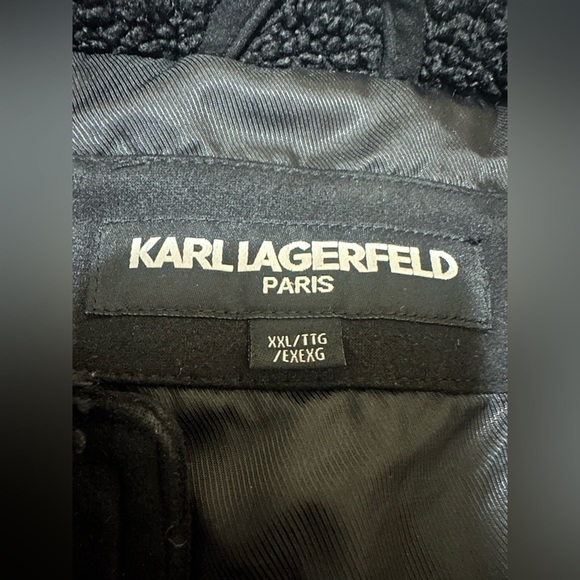 KARL LAGERFELD
PARIS
XXL/TTG
/EXEXG